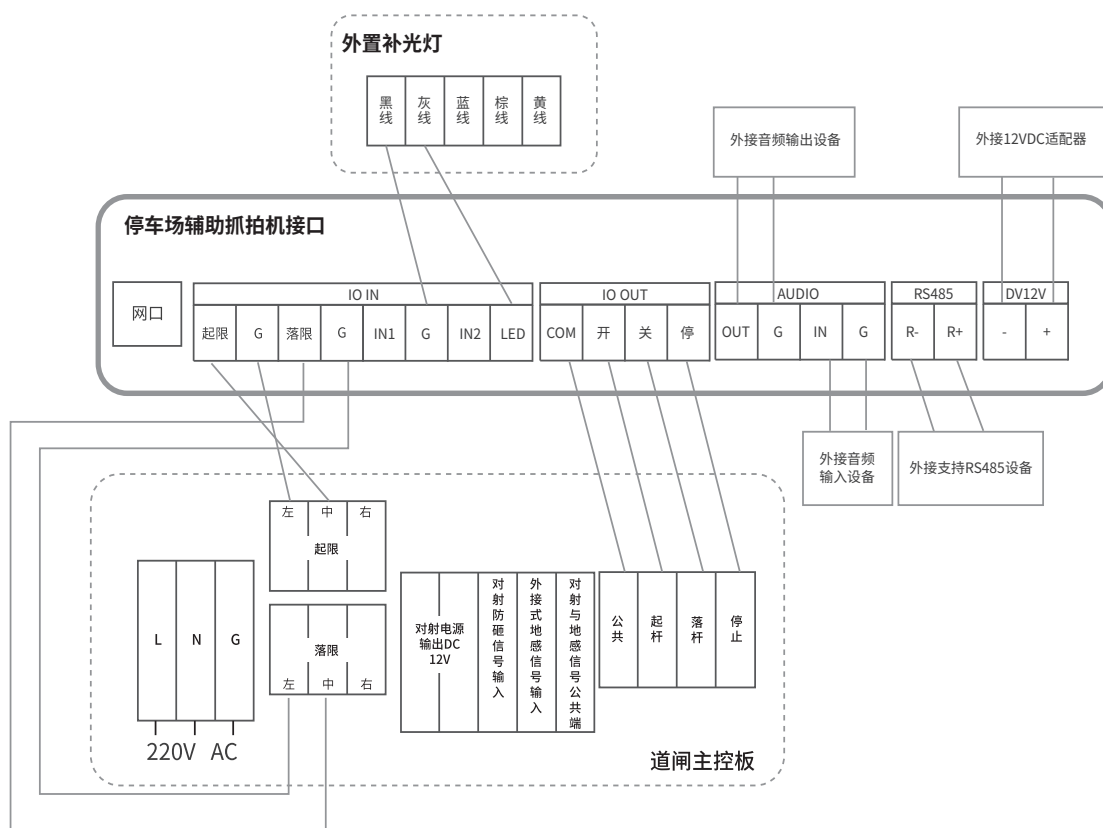 外置补光灯
黑线
灰线
蓝线
棕线
黄线
外接音频输出设备
外接12VDC适配器
停车场辅助抓拍机接口
网口
IO IN
起限
G
落限
G
IN1
G
IN2
LED
IO OUT
COM
开
关
停
AUDIO
OUT
G
IN
G
RS485
R-
R+
DV12V
-
+
外接音频
输入设备
外接支持RS485设备
左
中
右
起限
落限
左
中
右
L
N
G
220V
AC
对射电源
输出DC
12V
对射防砸信号输入
外接式地感信号输入
对射与地感信号公共端
公共
起杆
落杆
停止
道闸主控板